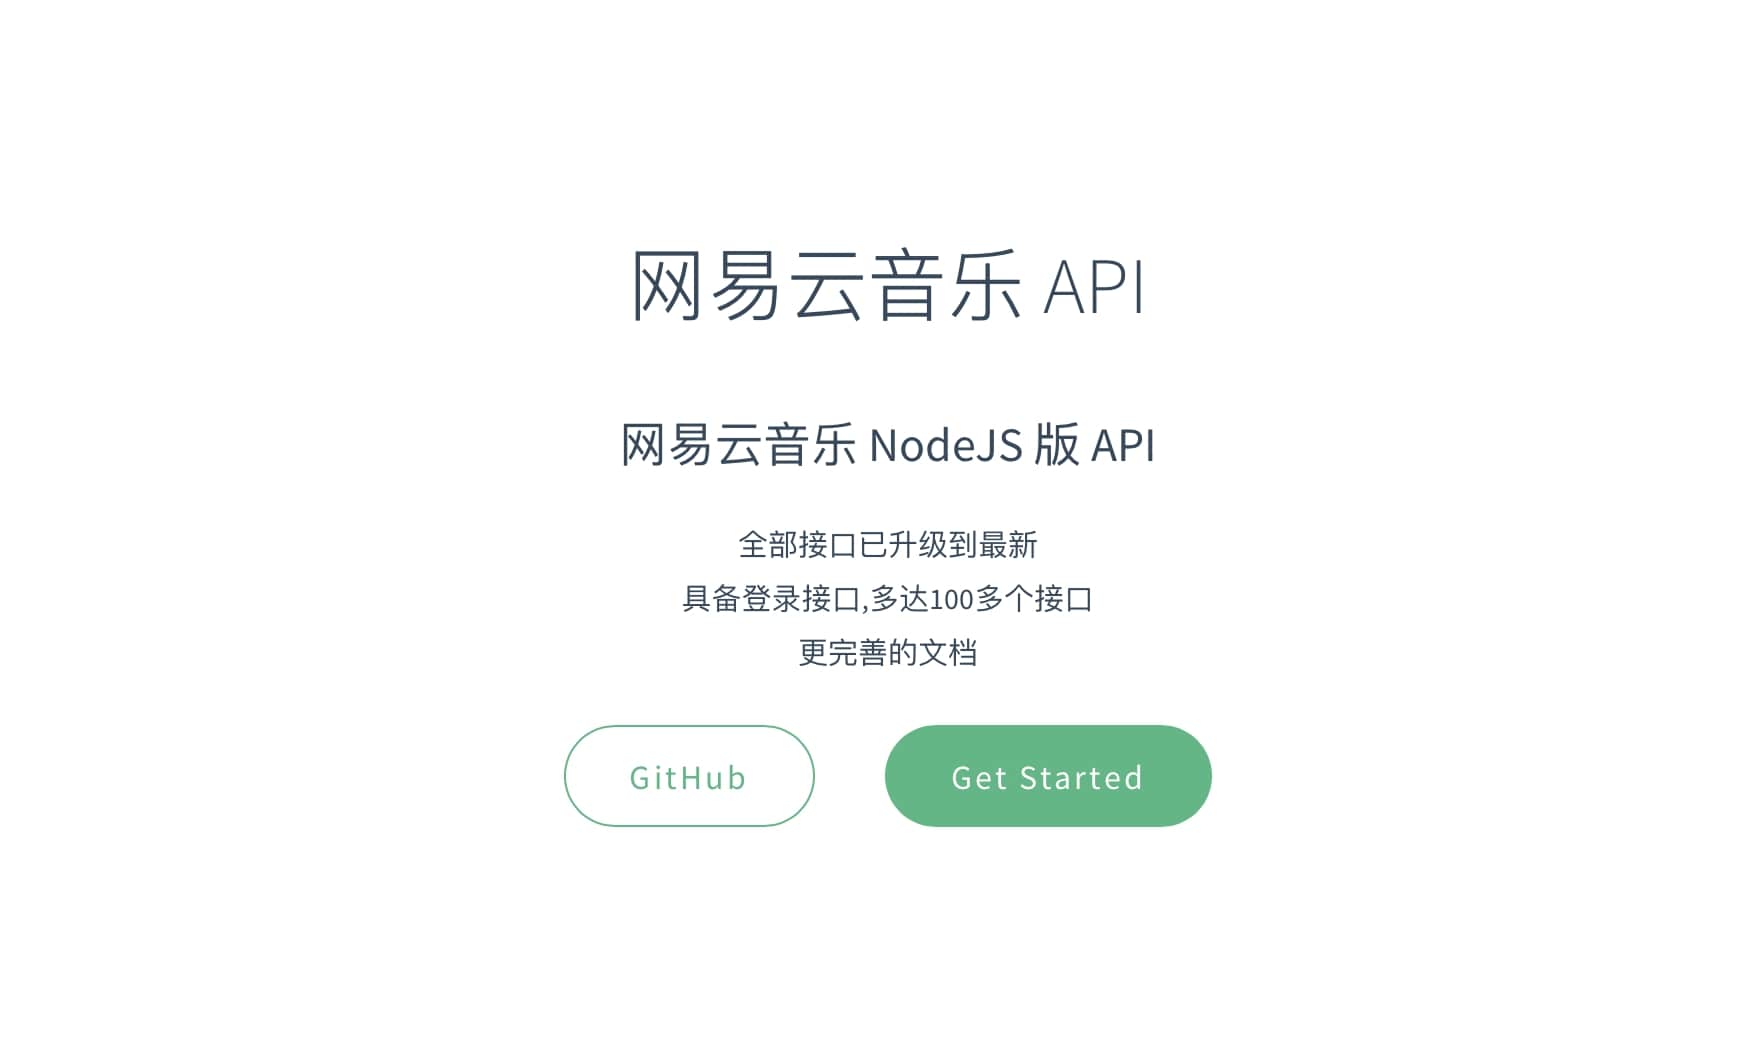 网易云音乐 API
网易云音乐 NodeJS 版 API
全部接口已升级到最新
具备登录接口,多达100多个接口
更完善的文档
GitHub
Get Started